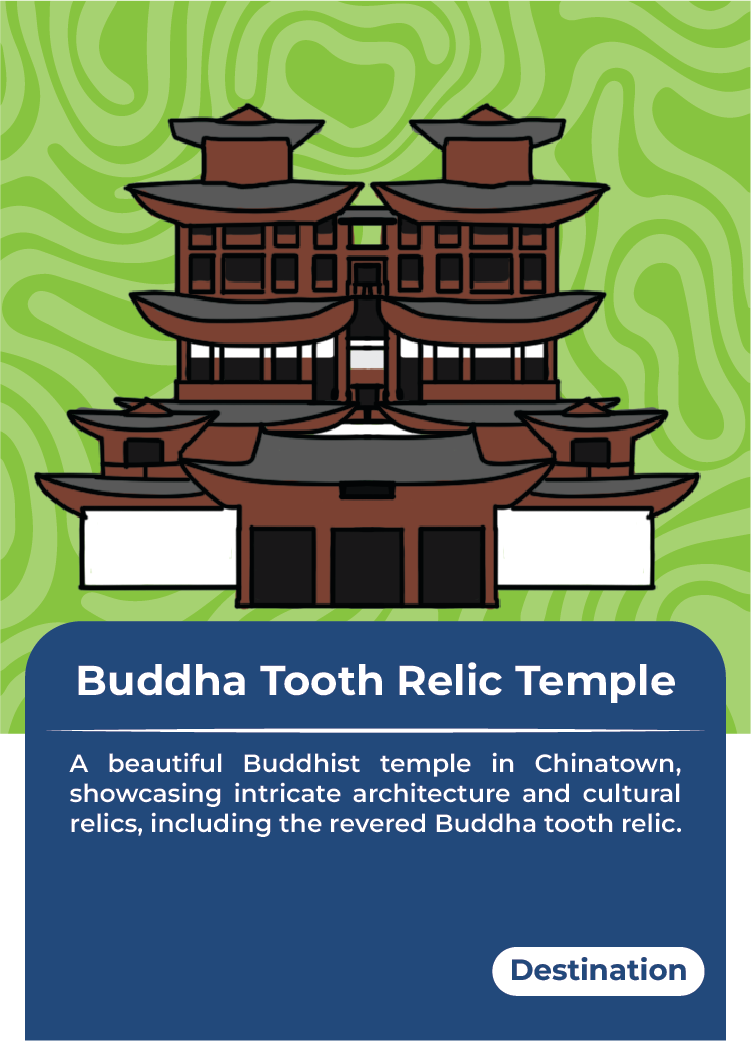 Buddha Tooth Relic Temple
A beautiful Buddhist temple in Chinatown,
showcasing intricate architecture and cultural
relics, including the revered Buddha tooth relic.
Destination